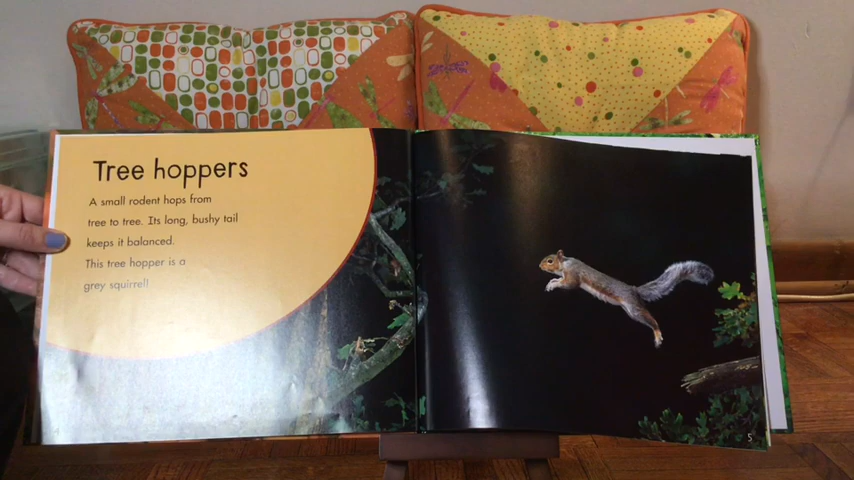 Tree hoppers
A small rodent hops from
tree to tree. Its long, bushy tail
keeps it balanced.
This tree hopper is a
grey squirrel!
5